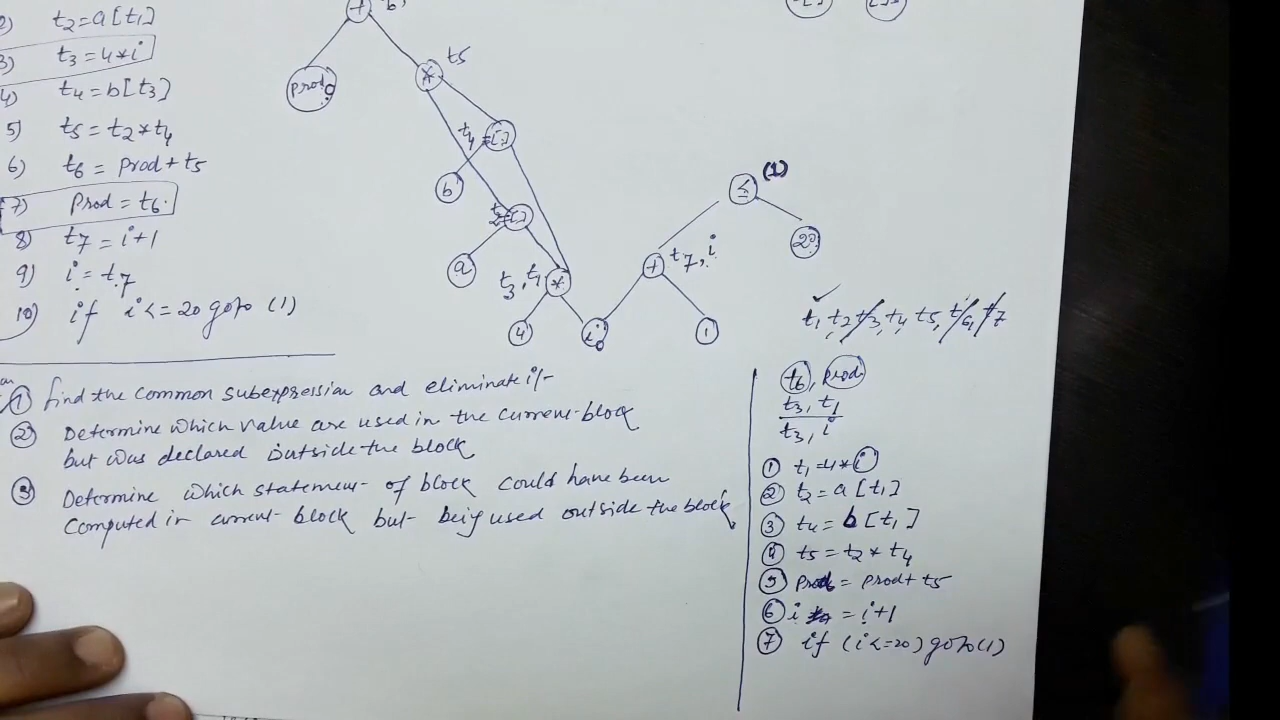 2) t2 = a[t1]
3) t3 = 4*i
4) t4 = b[t3]
5) t5 = t2 * t4
6) t6 = Prod + t5
7) Prod = t6.
8) t7 = i+1
9) i = t7
10) if i <= 20 goto (1)
+
Prod0
* t5
t4 = []
b
t2 = []
a
t3, t1 *
4
i0
+ t7, i
1
≤ (1)
20
t1, t2, t3, t4, t5, t6, t7
① find the common subexpression and eliminate it
② Determine which value are used in the current block
but was declared outside the block
③ Determine which statement of block could have been
Computed in current block but being used outside the block
t6, Prod
t3, t1
t3, i
① t1 = 4*i
② t2 = a[t1]
③ t4 = b[t1]
④ t5 = t2 * t4
⑤ Prod = Prod + t5
⑥ i = i+1
⑦ if (i<=20) goto(1)